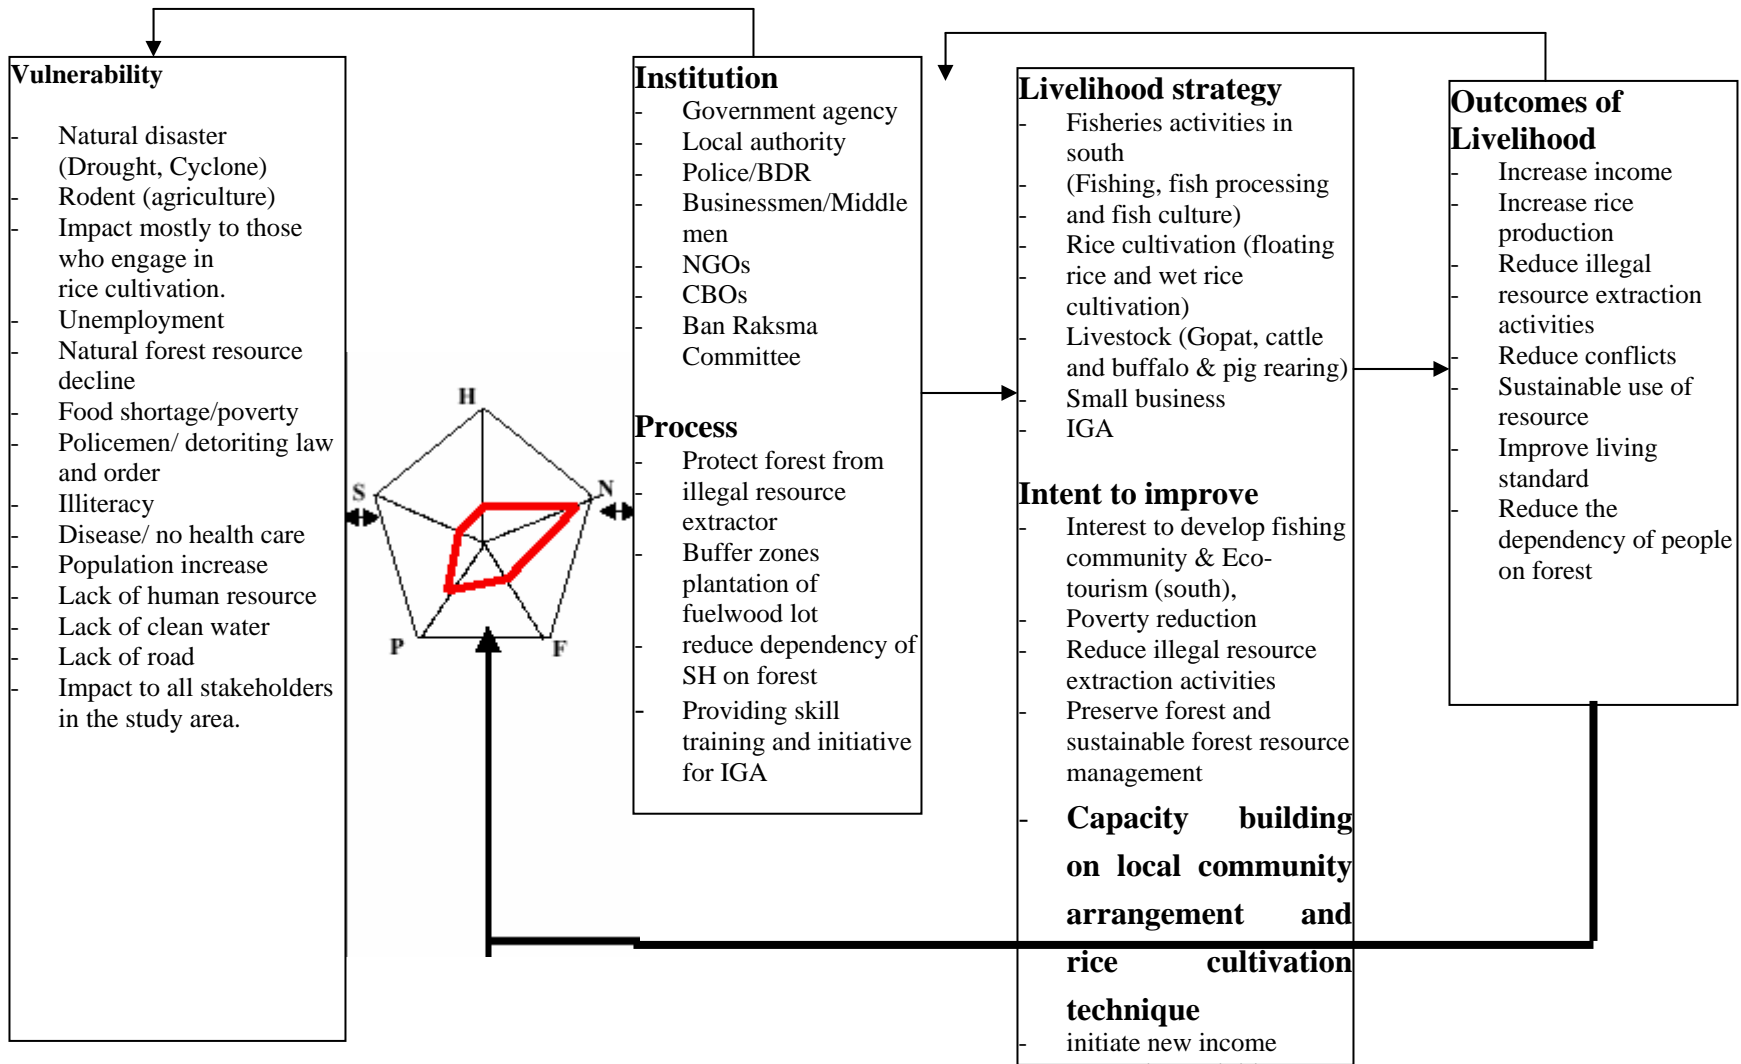 Vulnerability
- Natural disaster
(Drought, Cyclone)
- Rodent (agriculture)
- Impact mostly to those
who engage in
rice cultivation.
- Unemployment
- Natural forest resource
decline
- Food shortage/poverty
- Policemen/ detoriting law
and order
- Illiteracy
- Disease/ no health care
- Population increase
- Lack of human resource
- Lack of clean water
- Lack of road
- Impact to all stakeholders
in the study area.
H
S
N
P
F
Institution
- Government agency
- Local authority
- Police/BDR
- Businessmen/Middle
men
- NGOs
- CBOs
- Ban Raksma
Committee
Process
- Protect forest from
- illegal resource
extractor
- Buffer zones
plantation of
fuelwood lot
- reduce dependency of
SH on forest
- Providing skill
training and initiative
for IGA
Livelihood strategy
- Fisheries activities in
south
- (Fishing, fish processing
- and fish culture)
- Rice cultivation (floating
- rice and wet rice
cultivation)
- Livestock (Gopat, cattle
and buffalo & pig rearing)
- Small business
- IGA
Intent to improve
- Interest to develop fishing
community & Eco-
tourism (south),
- Poverty reduction
- Reduce illegal resource
extraction activities
- Preserve forest and
sustainable forest resource
management
- Capacity building
on local community
arrangement and
rice cultivation
technique
- initiate new income
Outcomes of
Livelihood
- Increase income
- Increase rice
production
- Reduce illegal
- resource extraction
activities
- Reduce conflicts
- Sustainable use of
resource
- Improve living
standard
- Reduce the
dependency of people
on forest